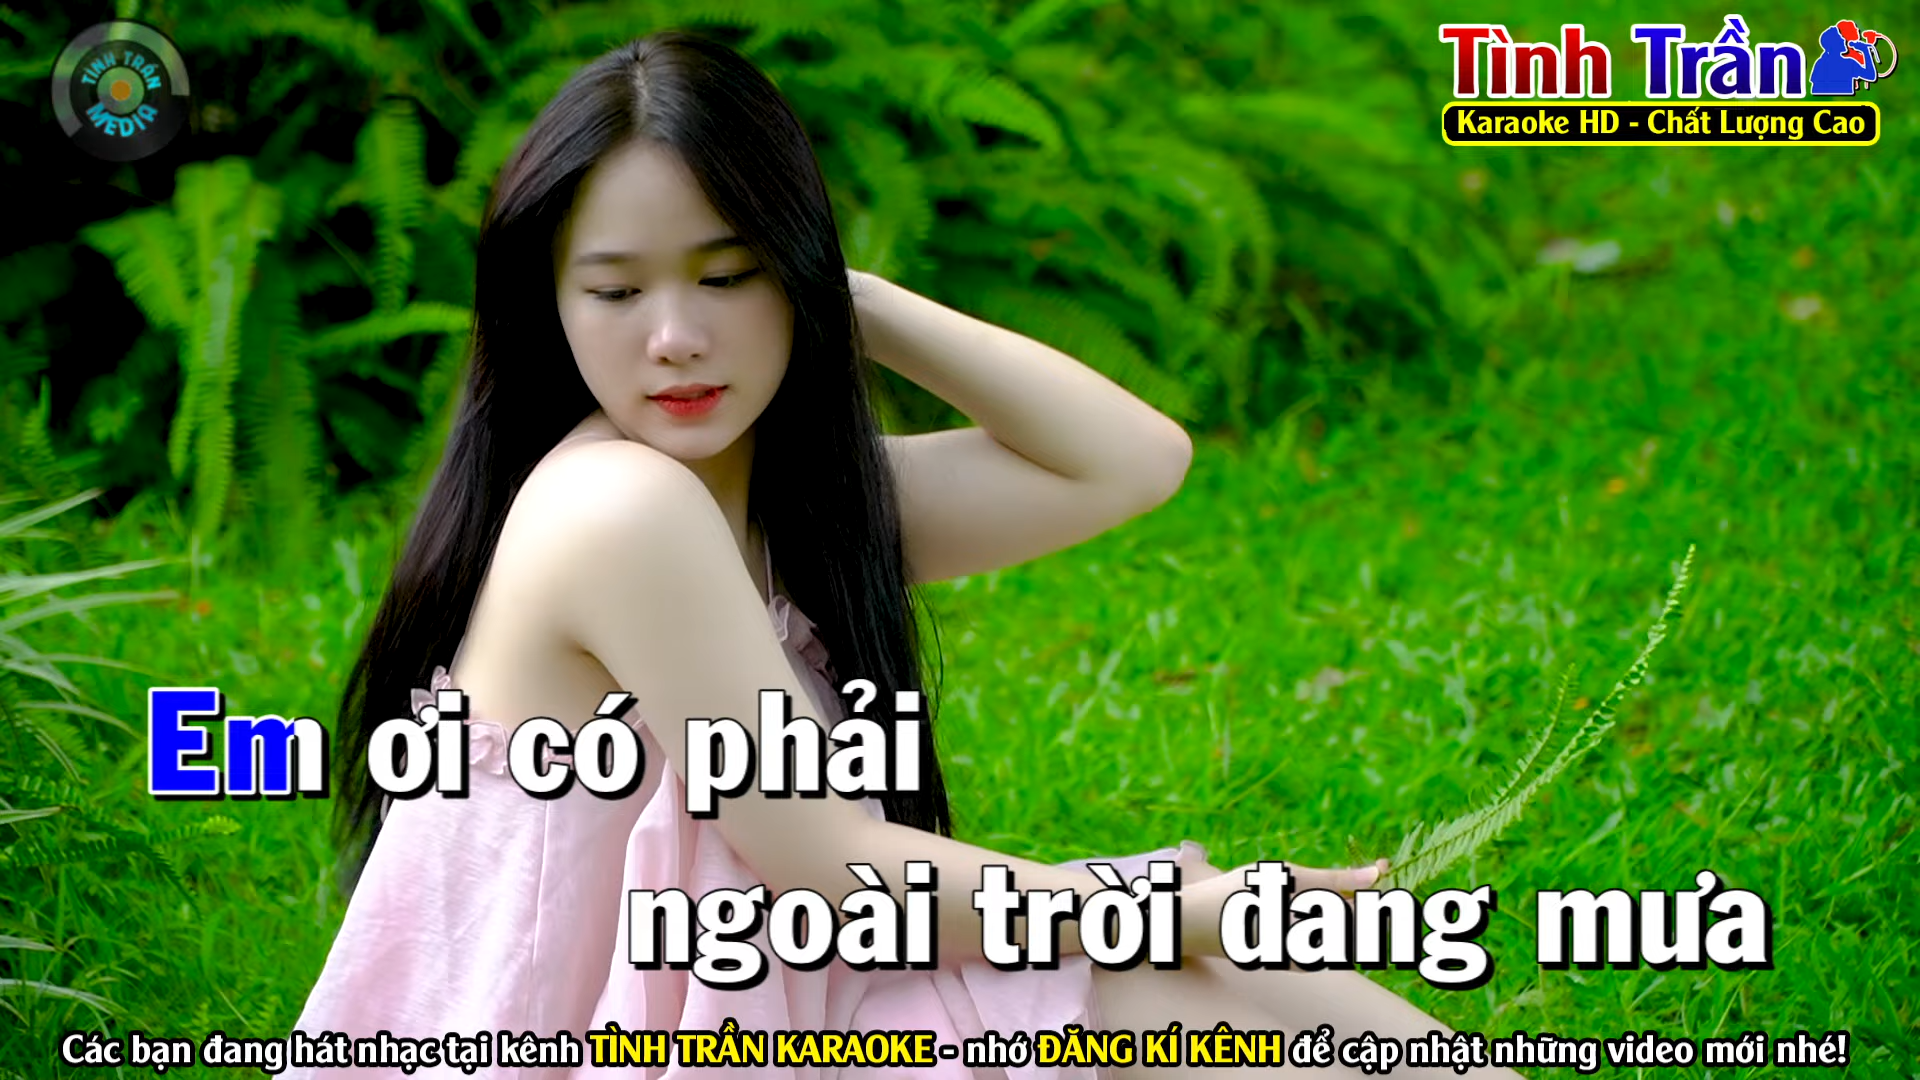 TÌNH TRẦN
MEDIA
Tình Trần
Karaoke HD - Chất Lượng Cao
Em ơi có phải
ngoài trời đang mưa
Các bạn đang hát nhạc tại kênh TÌNH TRẦN KARAOKE - nhớ ĐĂNG KÍ KÊNH để cập nhật những video mới nhé!